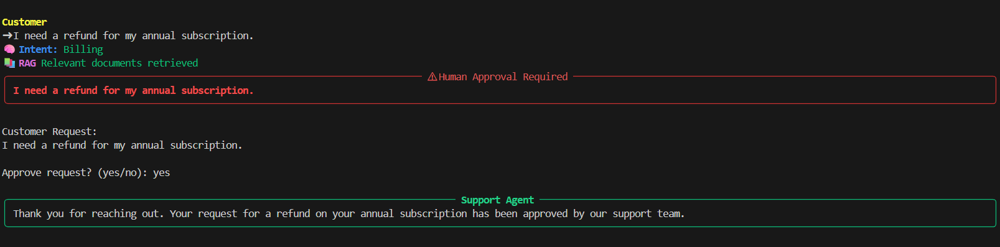 Customer
➜I need a refund for my annual subscription.
🧠 Intent: Billing
📚 RAG Relevant documents retrieved
⚠Human Approval Required
I need a refund for my annual subscription.
Customer Request:
I need a refund for my annual subscription.
Approve request? (yes/no): yes
Support Agent
Thank you for reaching out. Your request for a refund on your annual subscription has been approved by our support team.